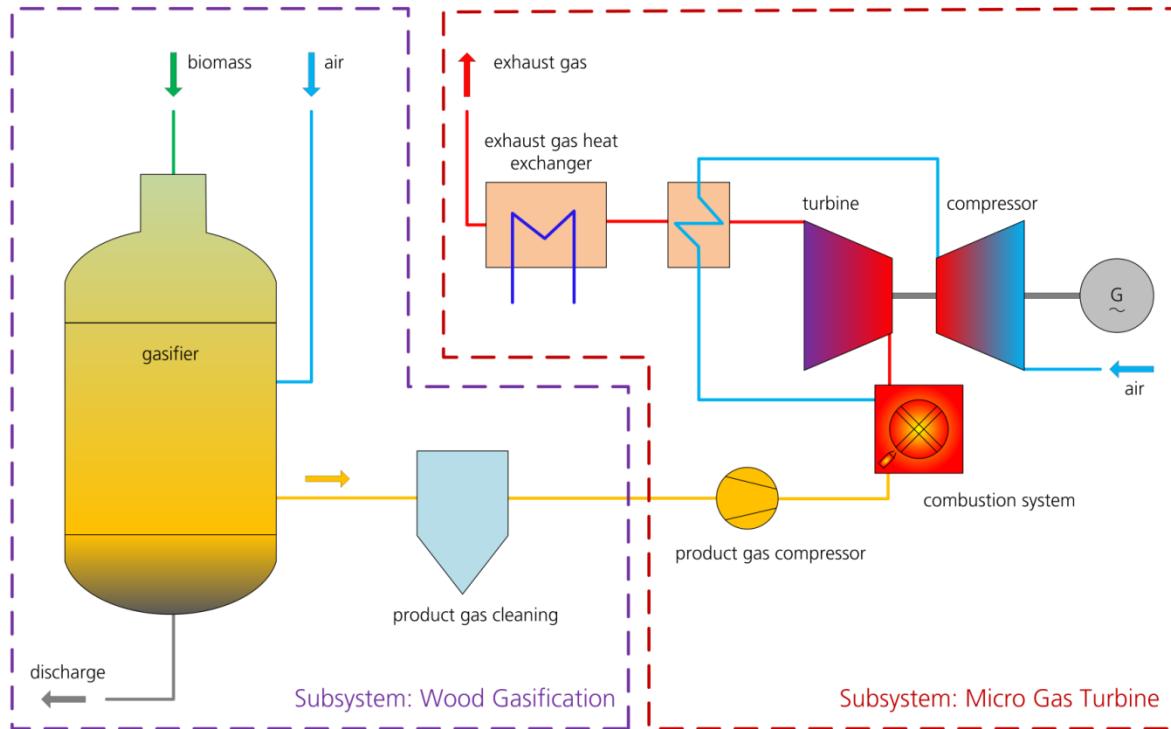 biomass
air
gasifier
discharge
product gas cleaning
Subsystem: Wood Gasification
exhaust gas
exhaust gas heat
exchanger
turbine
compressor
G
~
air
combustion system
product gas compressor
Subsystem: Micro Gas Turbine